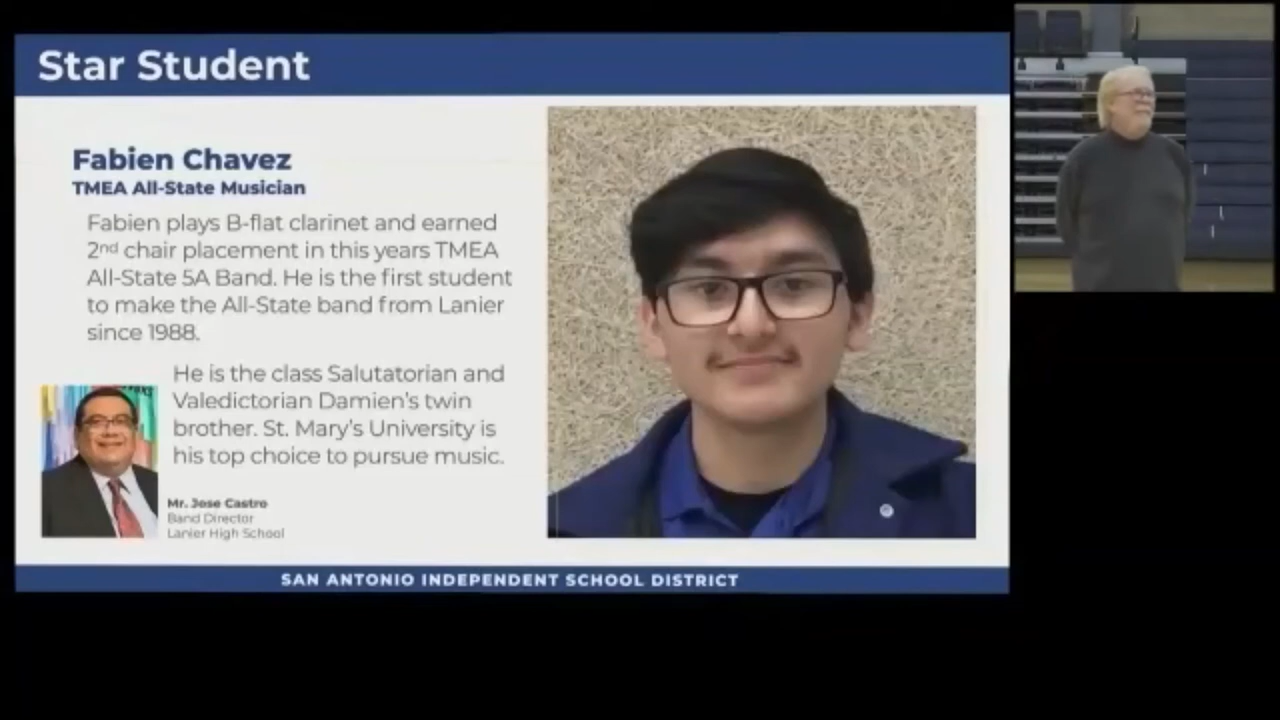 Star Student
Fabien Chavez
TMEA All-State Musician
Fabien plays B-flat clarinet and earned
2nd chair placement in this years TMEA
All-State 5A Band. He is the first student
to make the All-State band from Lanier
since 1988.
He is the class Salutatorian and
Valedictorian Damien's twin
brother. St. Mary's University is
his top choice to pursue music.
Mr. Jose Castro
Band Director
Lanier High School
SAN ANTONIO INDEPENDENT SCHOOL DISTRICT